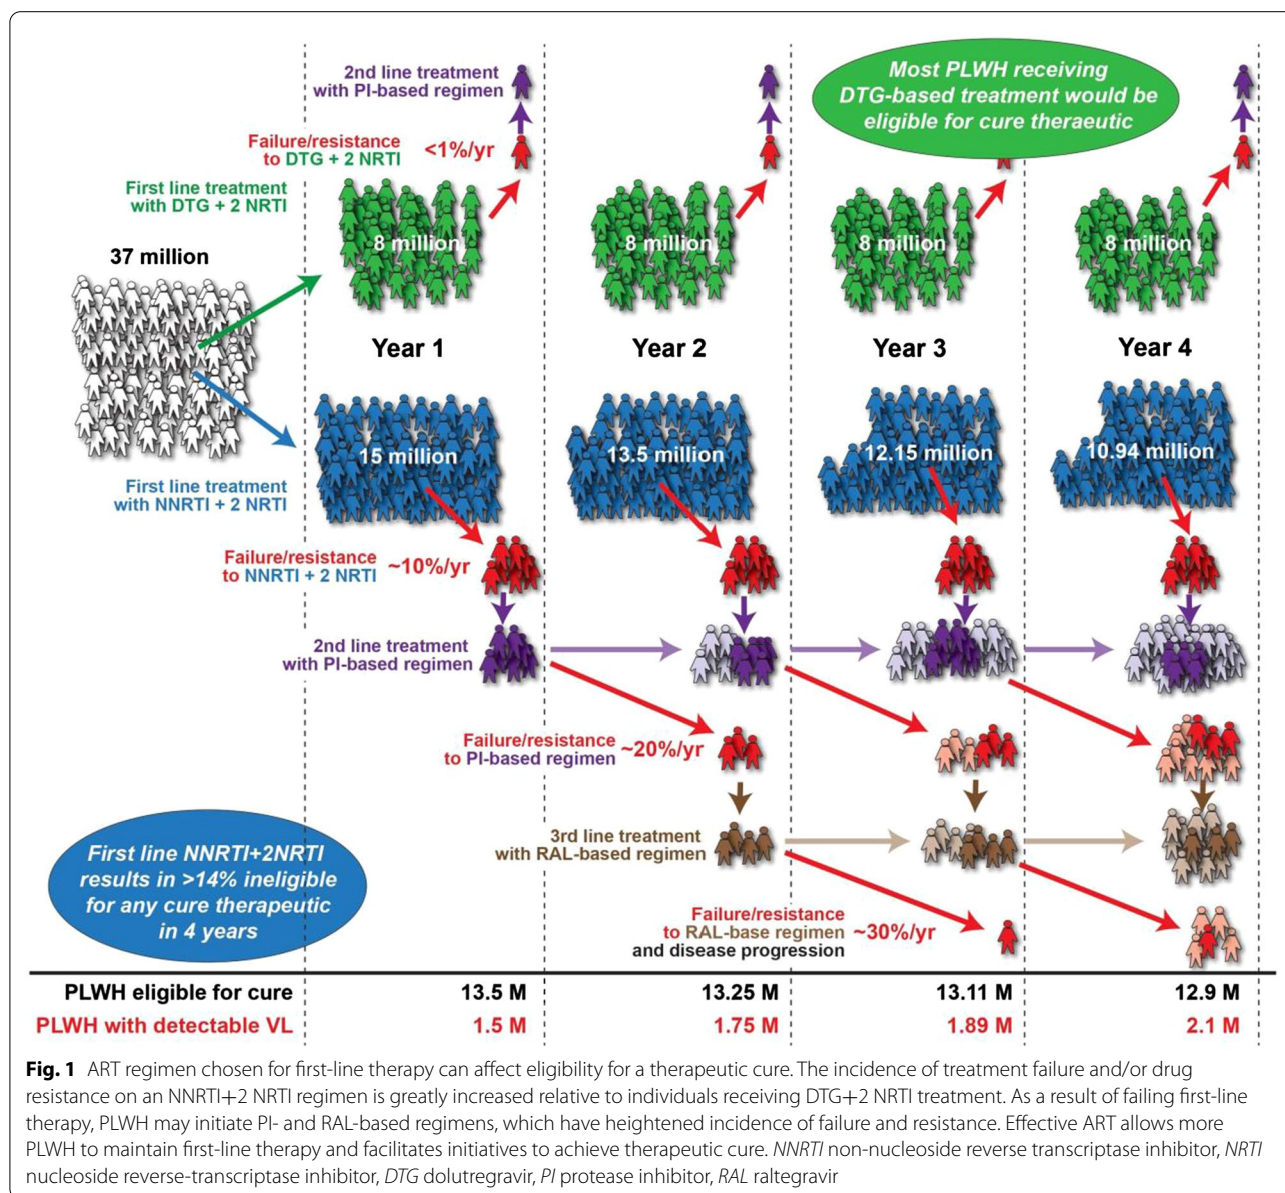 2nd line treatment
with PI-based regimen
Most PLWH receiving
DTG-based treatment would be
eligible for cure theraeutic
Failure/resistance
to DTG + 2 NRTI
<1%/yr
First line treatment
with DTG + 2 NRTI
37 million
8 million
8 million
8 million
8 million
Year 1
Year 2
Year 3
Year 4
15 million
13.5 million
12.15 million
10.94 million
First line treatment
with NNRTI + 2 NRTI
Failure/resistance
to NNRTI + 2 NRTI
~10%/yr
2nd line treatment
with PI-based regimen
Failure/resistance
to PI-based regimen
~20%/yr
3rd line treatment
with RAL-based regimen
First line NNRTI+2NRTI
results in >14% ineligible
for any cure therapeutic
in 4 years
Failure/resistance
to RAL-base regimen
and disease progression
~30%/yr
PLWH eligible for cure 13.5 M 13.25 M 13.11 M 12.9 M
PLWH with detectable VL 1.5 M 1.75 M 1.89 M 2.1 M
Fig. 1 ART regimen chosen for first-line therapy can affect eligibility for a therapeutic cure. The incidence of treatment failure and/or drug
resistance on an NNRTI+2 NRTI regimen is greatly increased relative to individuals receiving DTG+2 NRTI treatment. As a result of failing first-line
therapy, PLWH may initiate PI- and RAL-based regimens, which have heightened incidence of failure and resistance. Effective ART allows more
PLWH to maintain first-line therapy and facilitates initiatives to achieve therapeutic cure. NNRTI non-nucleoside reverse transcriptase inhibitor, NRTI
nucleoside reverse-transcriptase inhibitor, DTG dolutregravir, PI protease inhibitor, RAL raltegravir